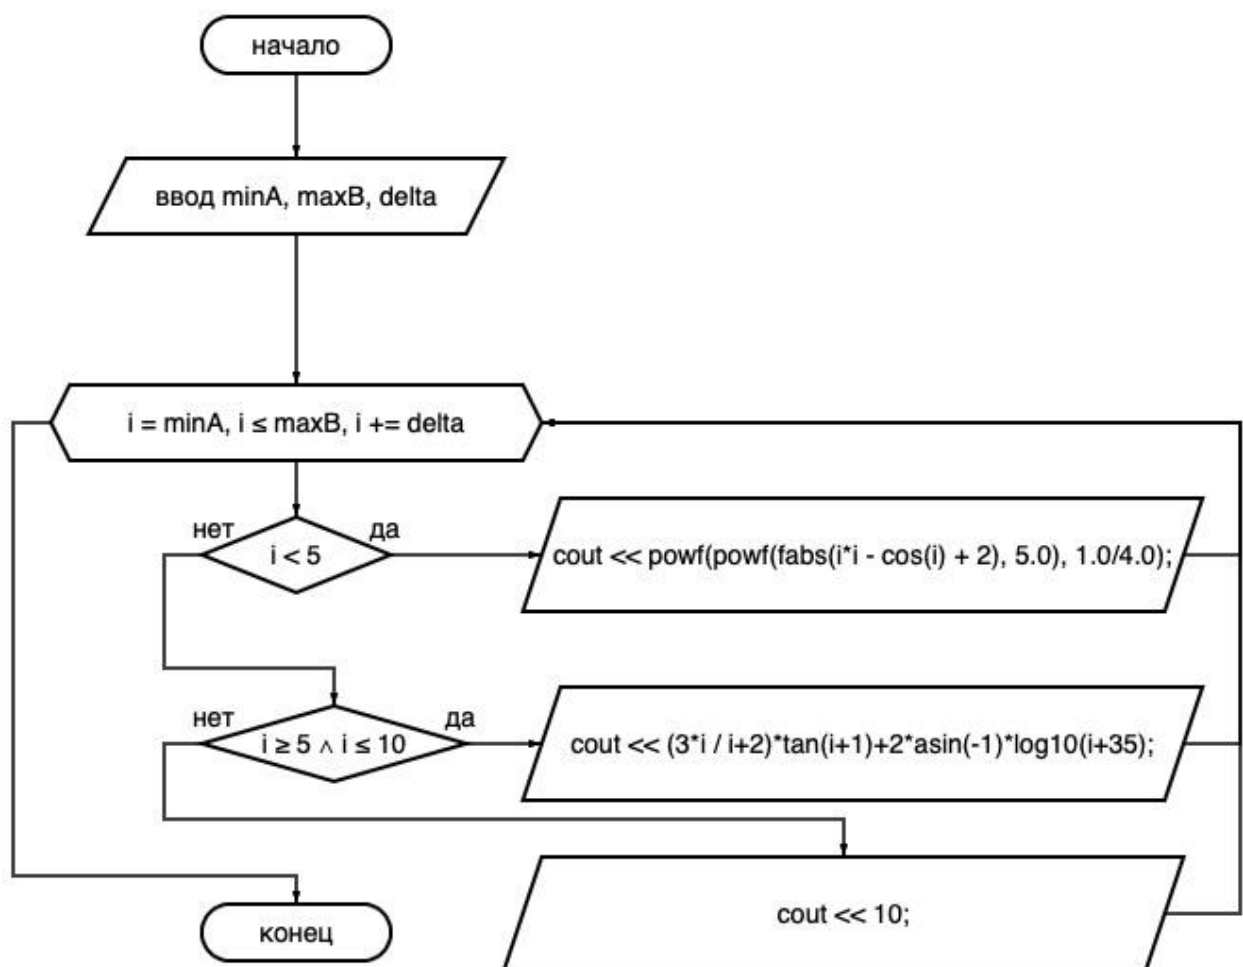 начало
ввод minA, maxB, delta
i = minA, i ≤ maxB, i += delta
нет
да
i < 5
cout << powf(powf(fabs(i*i - cos(i) + 2), 5.0), 1.0/4.0);
нет
да
i ≥ 5 ∧ i ≤ 10
cout << (3*i / i+2)*tan(i+1)+2*asin(-1)*log10(i+35);
cout << 10;
конец